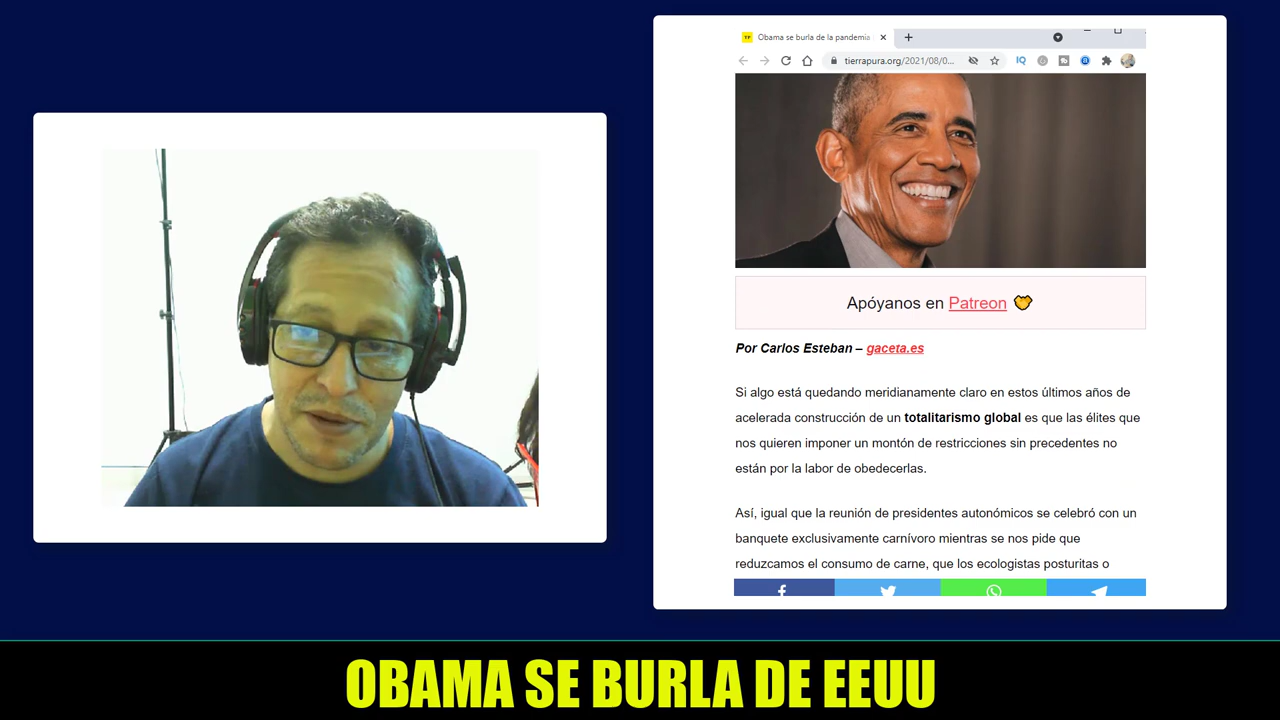 TP Obama se burla de la pandemia
tierrapura.org/2021/08/0...
IQ
Apóyanos en Patreon
Por Carlos Esteban – gaceta.es
Si algo está quedando meridianamente claro en estos últimos años de
acelerada construcción de un totalitarismo global es que las élites que
nos quieren imponer un montón de restricciones sin precedentes no
están por la labor de obedecerlas.
Así, igual que la reunión de presidentes autonómicos se celebró con un
banquete exclusivamente carnívoro mientras se nos pide que
reduzcamos el consumo de carne, que los ecologistas posturitas o
OBAMA SE BURLA DE EEUU